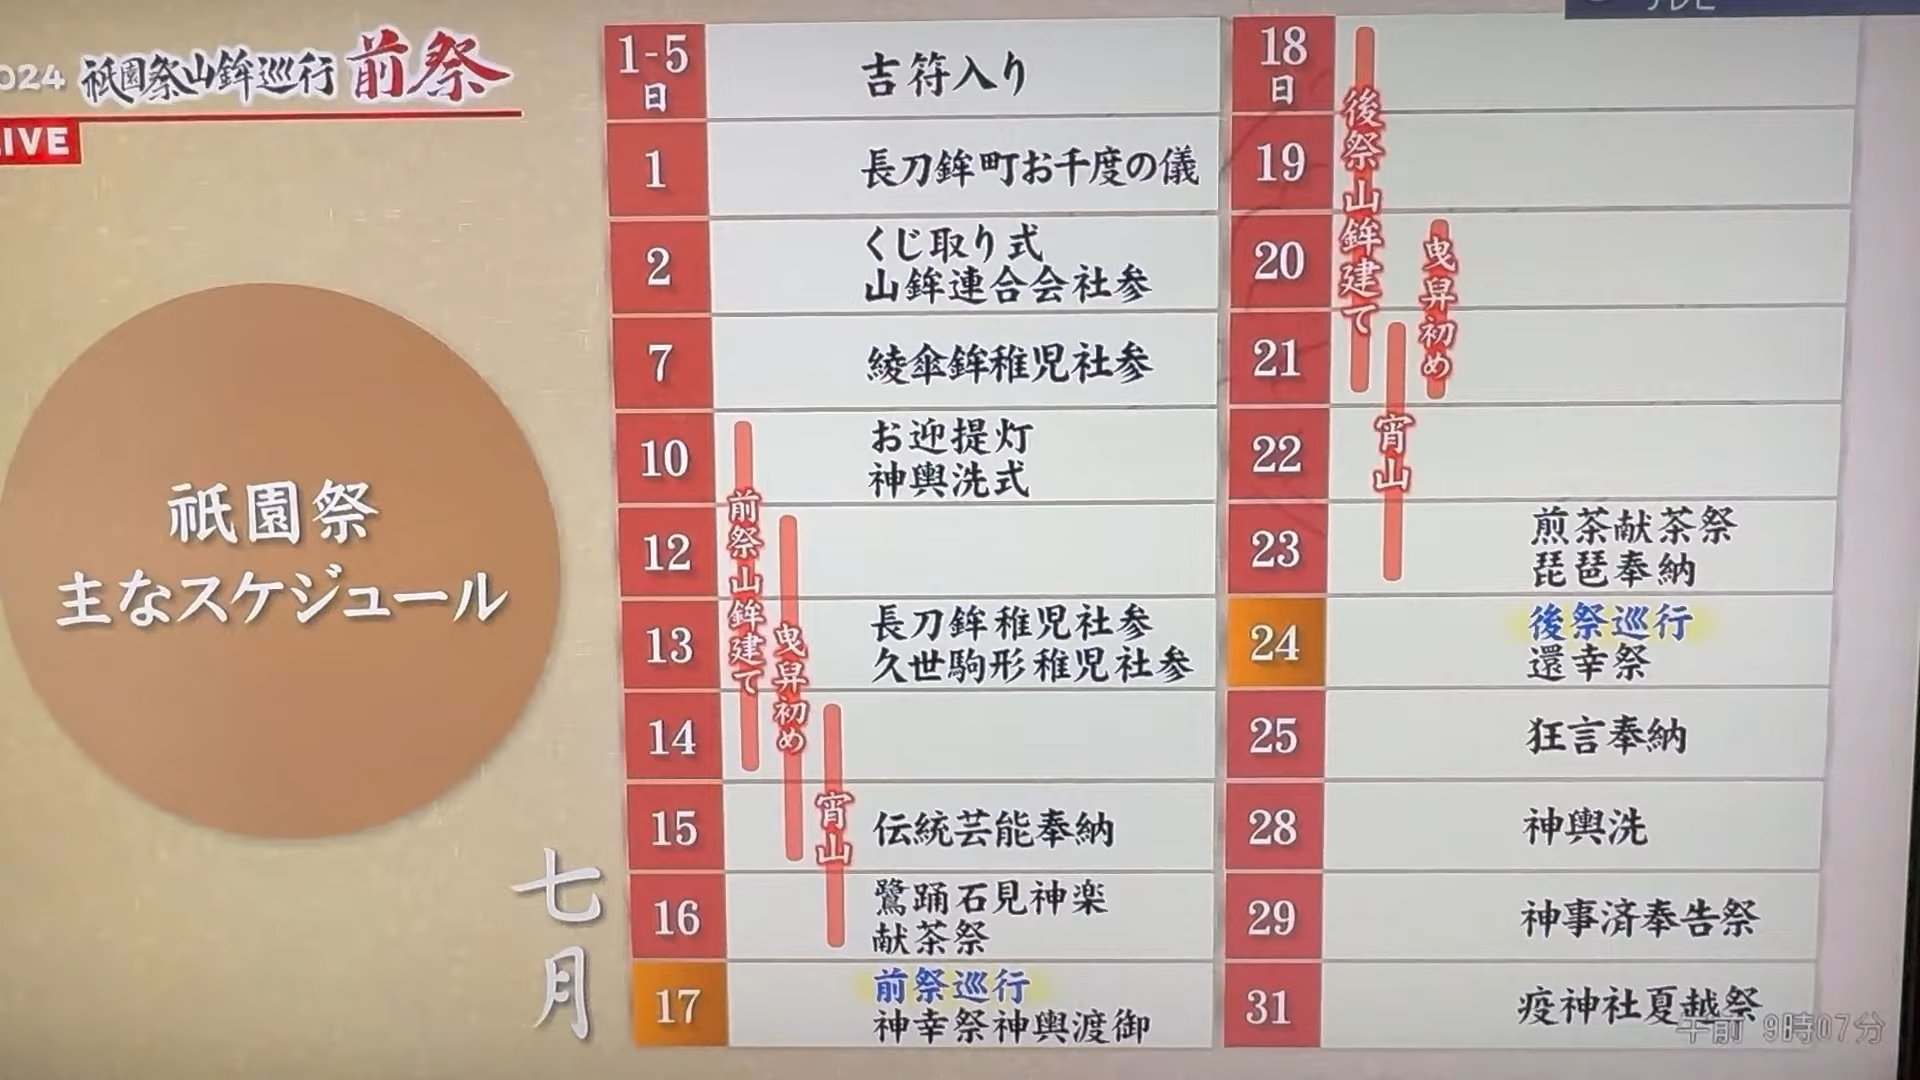 2024 祇園祭山鉾巡行 前祭
LIVE
祇園祭
主なスケジュール
七月
1-5日
吉符入り
1
長刀鉾町お千度の儀
2
くじ取り式
山鉾連合会社参
7
綾傘鉾稚児社参
10
お迎提灯
神輿洗式
12
13
長刀鉾稚児社参
久世駒形稚児社参
14
15
伝統芸能奉納
16
鷺踊石見神楽
献茶祭
17
前祭巡行
神幸祭神輿渡御
前祭山鉾建て
曳舁初め
宵山
18日
19
20
21
22
23
煎茶献茶祭
琵琶奉納
24
後祭巡行
還幸祭
25
狂言奉納
28
神輿洗
29
神事済奉告祭
31
疫神社夏越祭
後祭山鉾建て
曳舁初め
宵山
午前 9時07分